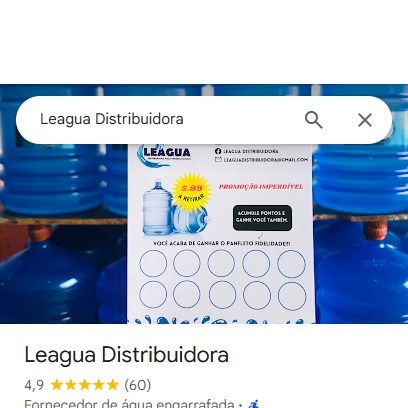 Leagua Distribuidora
LEAGUA
LEAGUA DISTRIBUIDORA
LEAGUADISTRIBUIDORA@GMAIL.COM
5.99
A RETIRAR
PROMOÇÃO IMPERDÍVEL
ACUMULE PONTOS E
GANHE VOCÊ TAMBÉM.
VOCÊ ACABA DE GANHAR O PANFLETO FIDELIDADE!!!
Leagua Distribuidora
4,9 (60)
Fornecedor de água engarrafada ·